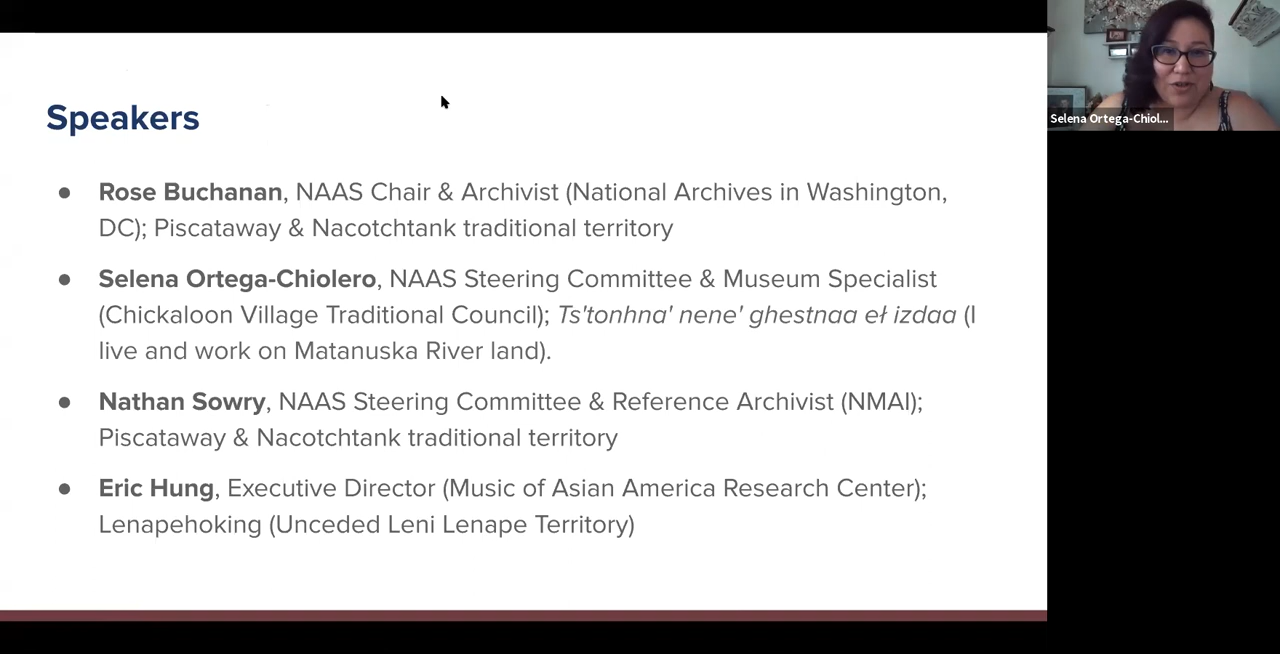 Speakers
● Rose Buchanan, NAAS Chair & Archivist (National Archives in Washington,
DC); Piscataway & Nacotchtank traditional territory
● Selena Ortega-Chiolero, NAAS Steering Committee & Museum Specialist
(Chickaloon Village Traditional Council); Ts'tonhna' nene' ghestnaa eł izdaa (I
live and work on Matanuska River land).
● Nathan Sowry, NAAS Steering Committee & Reference Archivist (NMAI);
Piscataway & Nacotchtank traditional territory
● Eric Hung, Executive Director (Music of Asian America Research Center);
Lenapehoking (Unceded Leni Lenape Territory)
Selena Ortega-Chiol...